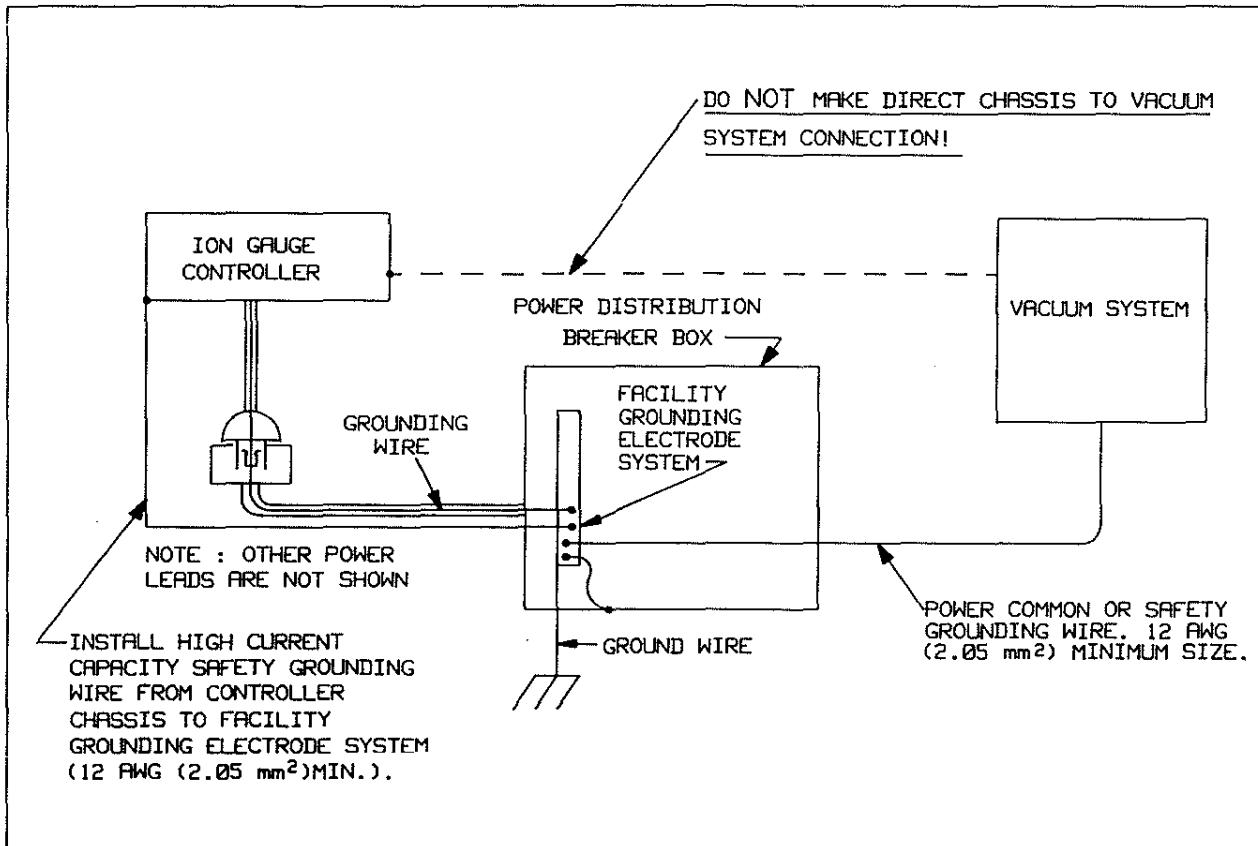 DO NOT MAKE DIRECT CHASSIS TO VACUUM
SYSTEM CONNECTION!
ION GAUGE
CONTROLLER
POWER DISTRIBUTION
BREAKER BOX
VACUUM SYSTEM
FACILITY
GROUNDING
ELECTRODE
SYSTEM
GROUNDING
WIRE
NOTE : OTHER POWER
LEADS ARE NOT SHOWN
INSTALL HIGH CURRENT
CAPACITY SAFETY GROUNDING
WIRE FROM CONTROLLER
CHASSIS TO FACILITY
GROUNDING ELECTRODE SYSTEM
(12 AWG (2.05 mm²)MIN.).
GROUND WIRE
POWER COMMON OR SAFETY
GROUNDING WIRE. 12 AWG
(2.05 mm²) MINIMUM SIZE.